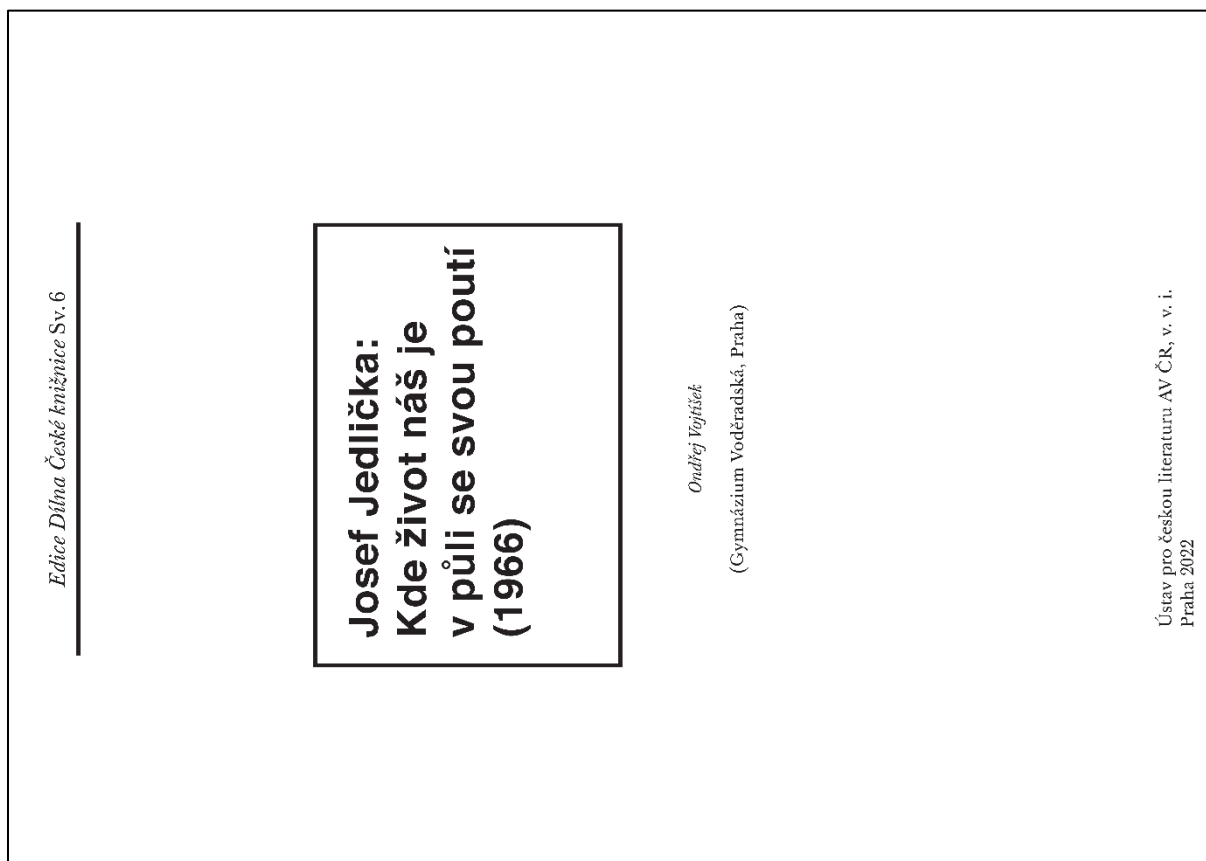 Edice Dílna České knižnice Sv. 6
Josef Jedlička:
Kde život náš je
v půli se svou poutí
(1966)
Ondřej Vojtíšek
(Gymnázium Voděradská, Praha)
Ústav pro českou literaturu AV ČR, v. v. i.
Praha 2022